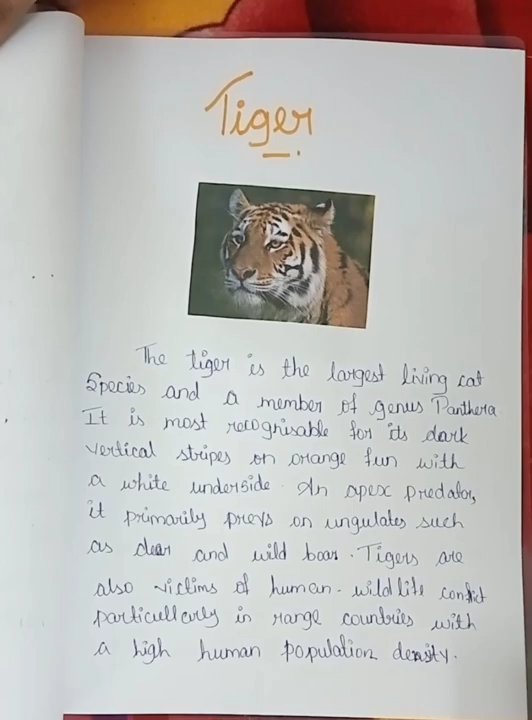 Tiger
The tiger is the largest living cat
Species and a member of genus Panthera.
It is most recognisable for its dark
vertical stripes on orange fun with
a white underside. An apex predator,
it primarily preys on ungulates such
as dear and wild boar. Tigers are
also victims of human-wildlife conflict
particullerly in range countries with
a high human population density.